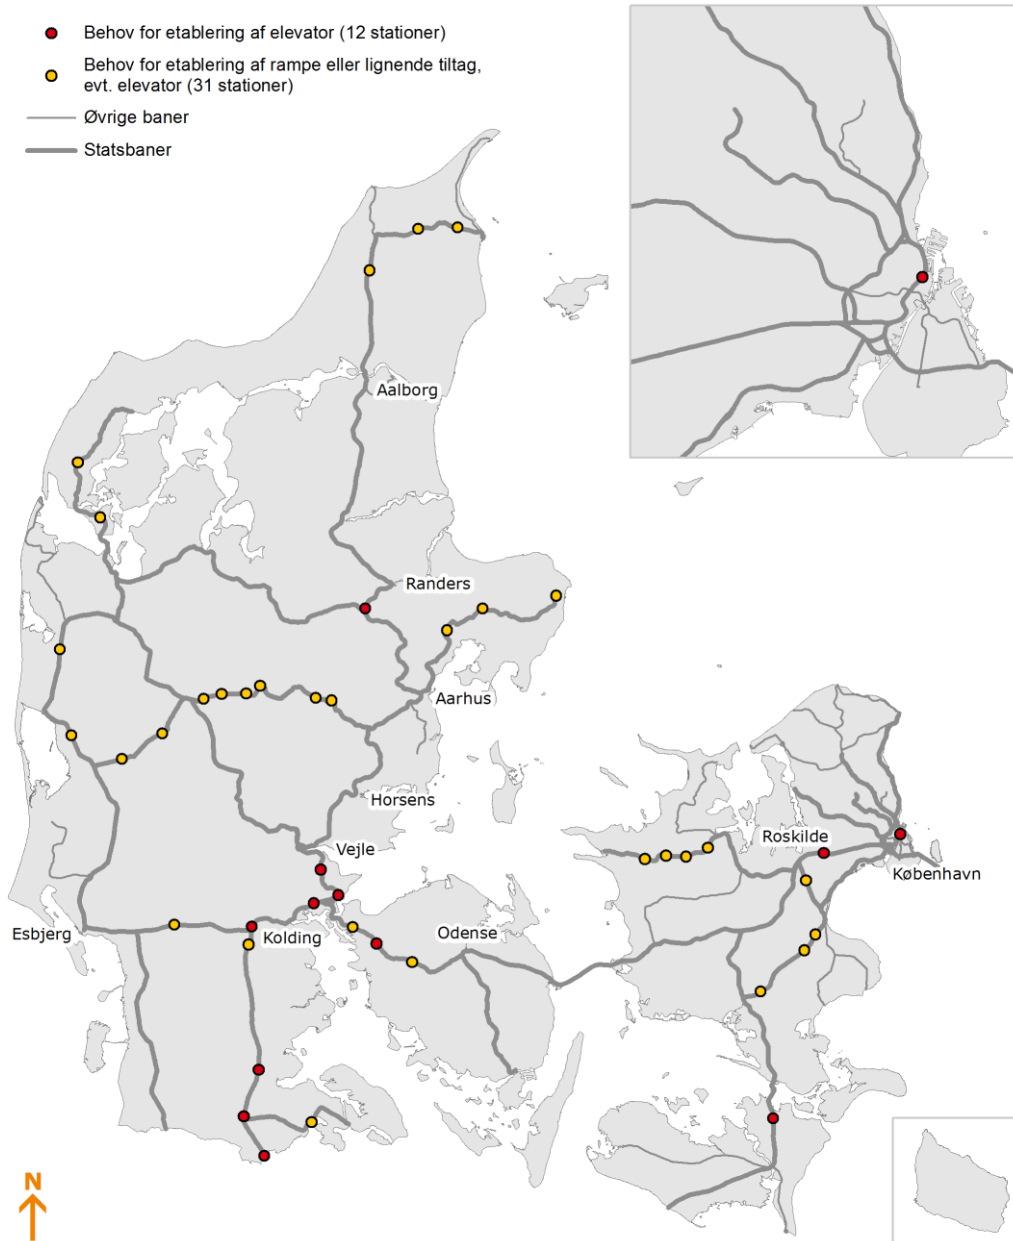 Behov for etablering af elevator (12 stationer)
Behov for etablering af rampe eller lignende tiltag,
evt. elevator (31 stationer)
Øvrige baner
Statsbaner
Aalborg
Randers
Aarhus
Horsens
Vejle
Roskilde
København
Esbjerg
Kolding
Odense
N